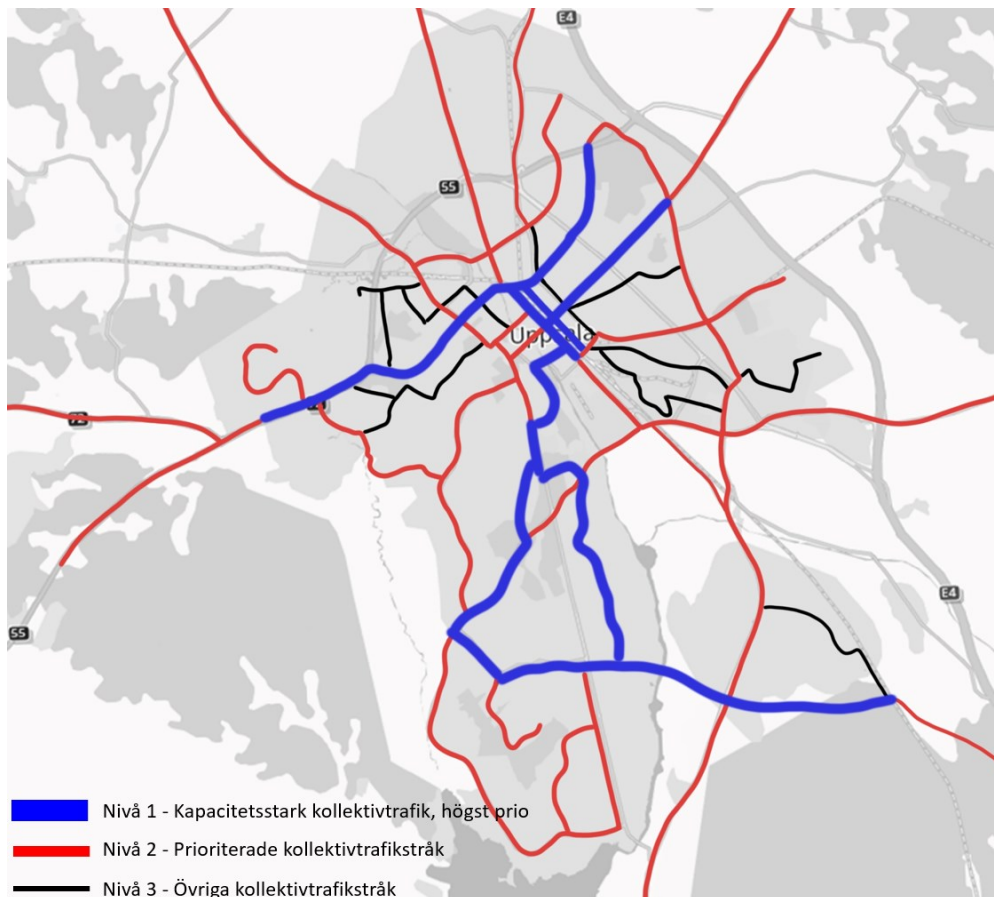 E4
55
Uppsala
72
E4
55
Nivå 1 - Kapacitetsstark kollektivtrafik, högst prio
Nivå 2 - Prioriterade kollektivtrafikstråk
Nivå 3 - Övriga kollektivtrafikstråk